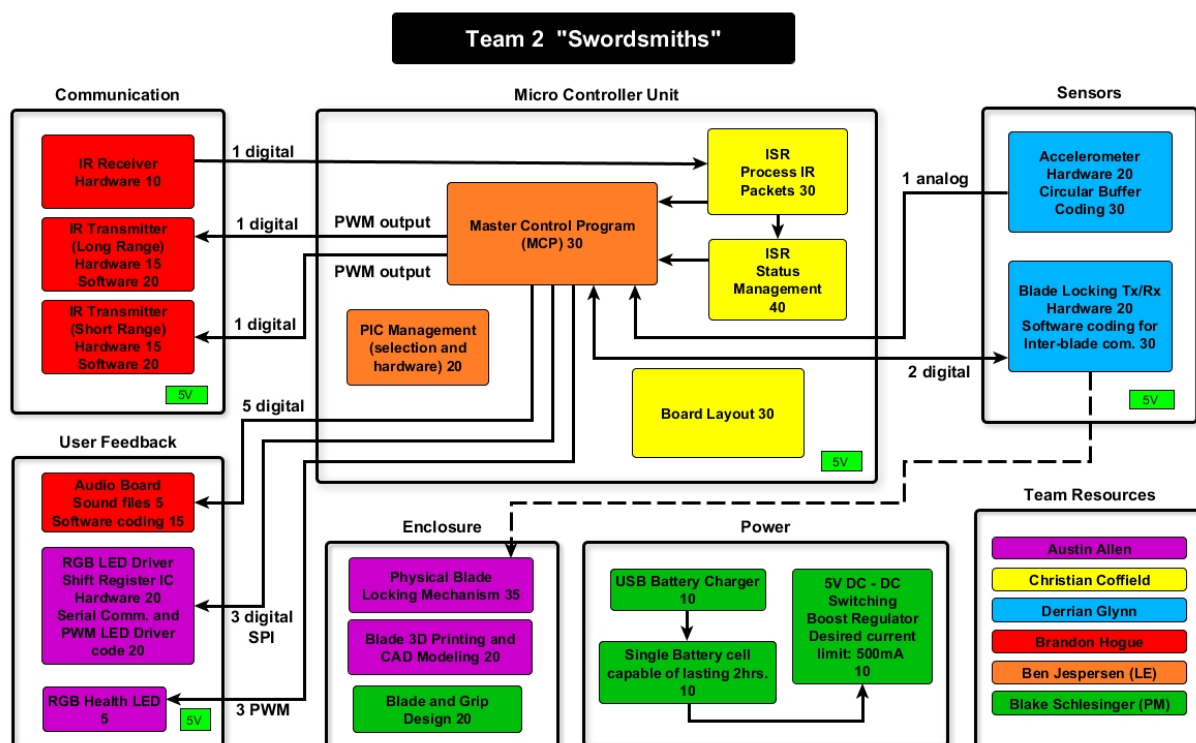 Team 2 "Swordsmiths"
Communication
IR Receiver
Hardware 10
IR Transmitter
(Long Range)
Hardware 15
Software 20
IR Transmitter
(Short Range)
Hardware 15
Software 20
5V
1 digital
1 digital
1 digital
PWM output
PWM output
Micro Controller Unit
ISR
Process IR
Packets 30
Master Control Program
(MCP) 30
ISR
Status
Management
40
PIC Management
(selection and
hardware) 20
Board Layout 30
5V
Sensors
Accelerometer
Hardware 20
Circular Buffer
Coding 30
Blade Locking Tx/Rx
Hardware 20
Software coding for
Inter-blade com. 30
5V
1 analog
2 digital
User Feedback
Audio Board
Sound files 5
Software coding 15
RGB LED Driver
Shift Register IC
Hardware 20
Serial Comm. and
PWM LED Driver
code 20
RGB Health LED
5
5V
5 digital
3 digital
SPI
3 PWM
Enclosure
Physical Blade
Locking Mechanism 35
Blade 3D Printing and
CAD Modeling 20
Blade and Grip
Design 20
Power
USB Battery Charger
10
Single Battery cell
capable of lasting 2hrs.
10
5V DC - DC
Switching
Boost Regulator
Desired current
limit: 500mA
10
Team Resources
Austin Allen
Christian Coffield
Derrian Glynn
Brandon Hogue
Ben Jespersen (LE)
Blake Schlesinger (PM)